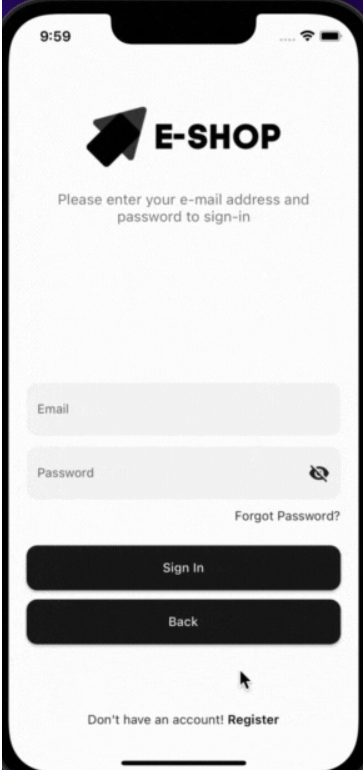 9:59
E-SHOP
Please enter your e-mail address and
password to sign-in
Email
Password
Forgot Password?
Sign In
Back
Don't have an account! Register